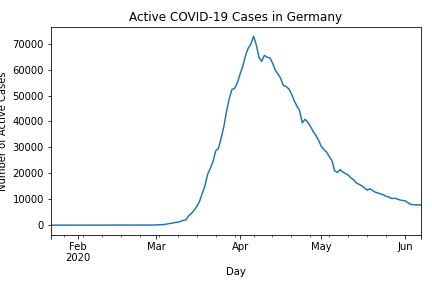 Active COVID-19 Cases in Germany
Number of Active Cases
70000
60000
50000
40000
30000
20000
10000
0
Feb
2020
Mar
Apr
May
Jun
Day